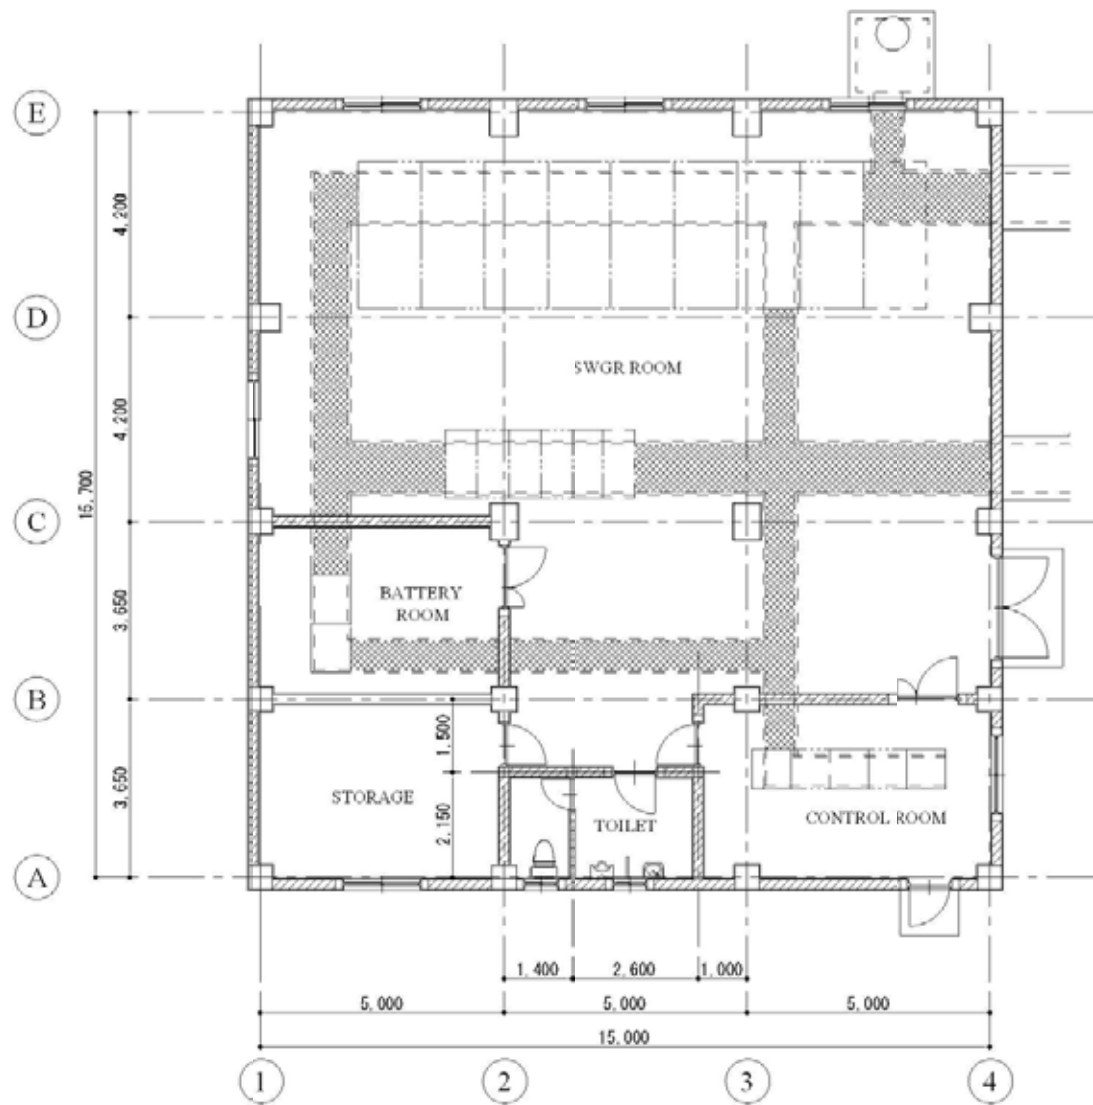 E
4,200
D
SWGR ROOM
4,200
15,700
C
BATTERY
ROOM
3,650
B
1,500
3,650
STORAGE
2,150
TOILET
CONTROL ROOM
A
1,400
2,600
1,000
5,000
5,000
5,000
15,000
1
2
3
4